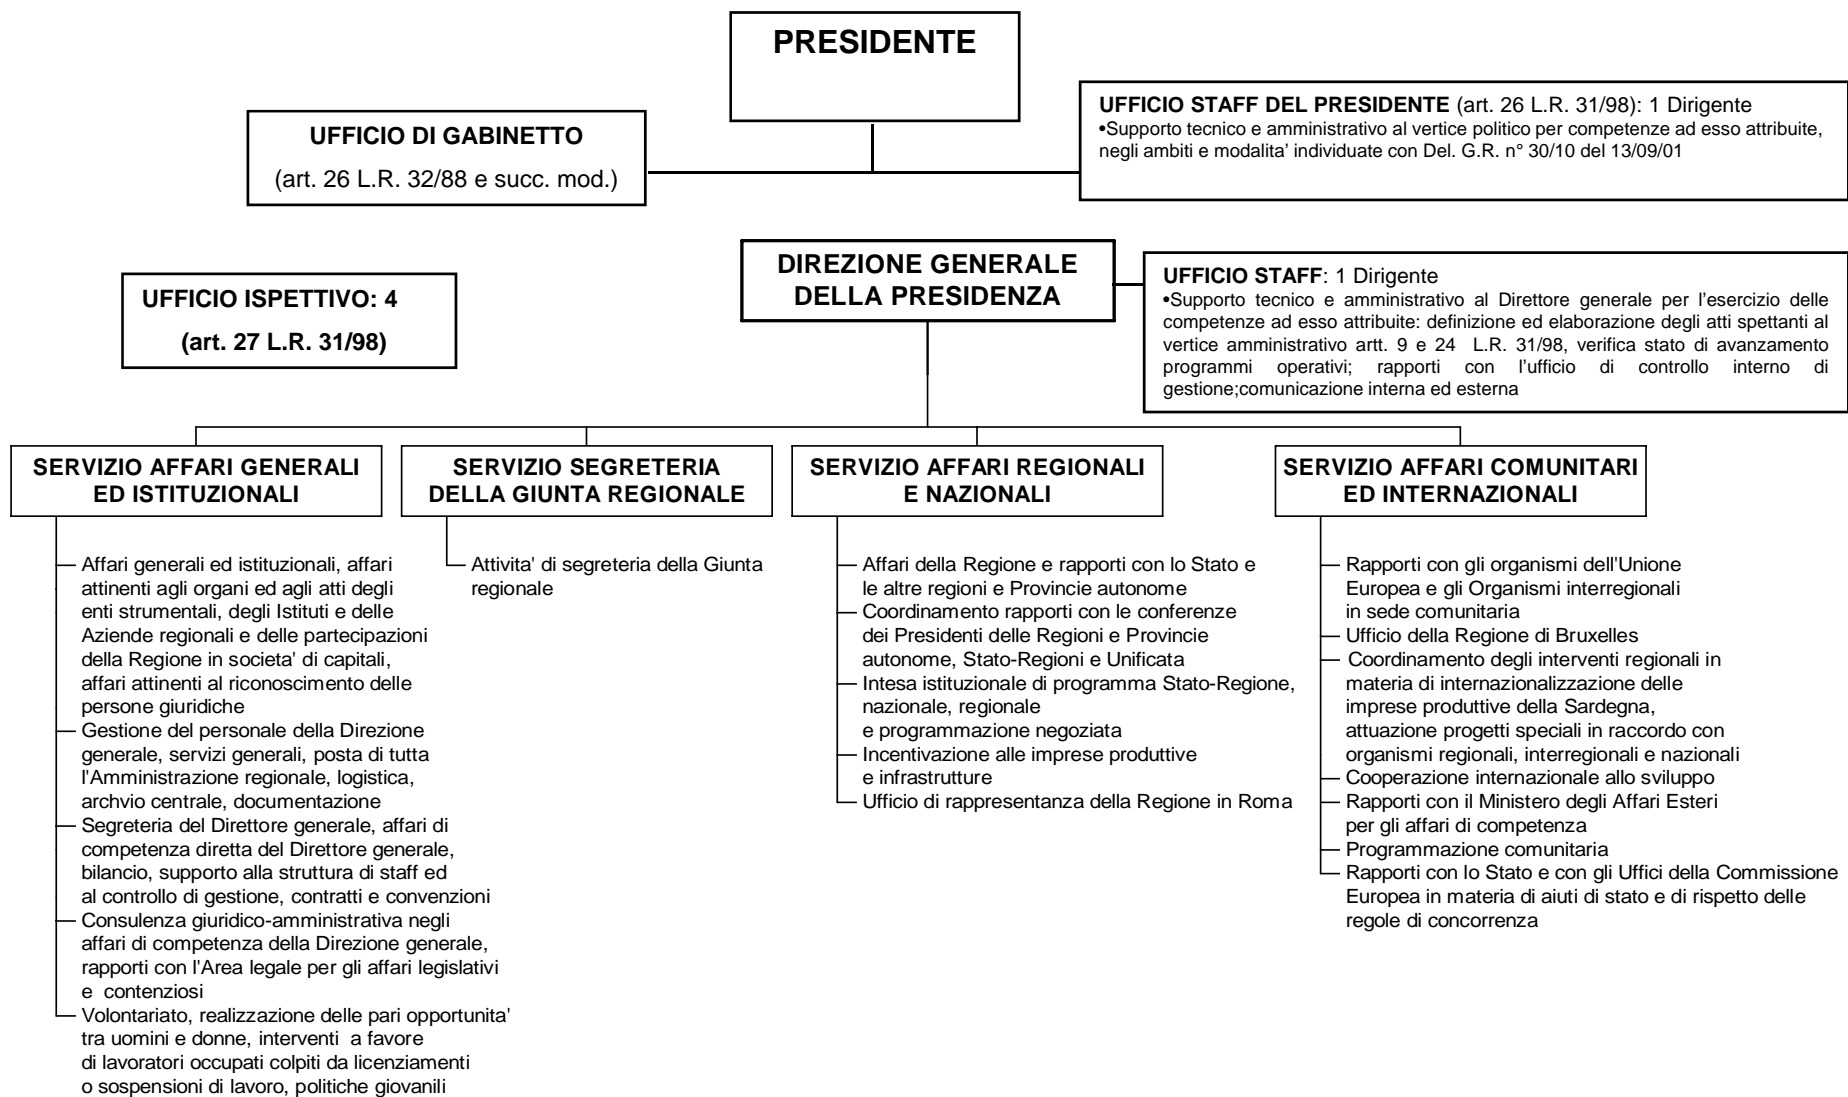 PRESIDENTE
UFFICIO DI GABINETTO
(art. 26 L.R. 32/88 e succ. mod.)
UFFICIO STAFF DEL PRESIDENTE (art. 26 L.R. 31/98): 1 Dirigente
•Supporto tecnico e amministrativo al vertice politico per competenze ad esso attribuite,
negli ambiti e modalita' individuate con Del. G.R. n° 30/10 del 13/09/01
UFFICIO ISPETTIVO: 4
(art. 27 L.R. 31/98)
DIREZIONE GENERALE
DELLA PRESIDENZA
UFFICIO STAFF: 1 Dirigente
•Supporto tecnico e amministrativo al Direttore generale per l'esercizio delle
competenze ad esso attribuite: definizione ed elaborazione degli atti spettanti al
vertice amministrativo artt. 9 e 24 L.R. 31/98, verifica stato di avanzamento
programmi operativi; rapporti con l'ufficio di controllo interno di
gestione;comunicazione interna ed esterna
SERVIZIO AFFARI GENERALI
ED ISTITUZIONALI
Affari generali ed istituzionali, affari
attinenti agli organi ed agli atti degli
enti strumentali, degli Istituti e delle
Aziende regionali e delle partecipazioni
della Regione in societa' di capitali,
affari attinenti al riconoscimento delle
persone giuridiche
Gestione del personale della Direzione
generale, servizi generali, posta di tutta
l'Amministrazione regionale, logistica,
archvio centrale, documentazione
Segreteria del Direttore generale, affari di
competenza diretta del Direttore generale,
bilancio, supporto alla struttura di staff ed
al controllo di gestione, contratti e convenzioni
Consulenza giuridico-amministrativa negli
affari di competenza della Direzione generale,
rapporti con l'Area legale per gli affari legislativi
e contenziosi
Volontariato, realizzazione delle pari opportunita'
tra uomini e donne, interventi a favore
di lavoratori occupati colpiti da licenziamenti
o sospensioni di lavoro, politiche giovanili
SERVIZIO SEGRETERIA
DELLA GIUNTA REGIONALE
Attivita' di segreteria della Giunta
regionale
SERVIZIO AFFARI REGIONALI
E NAZIONALI
Affari della Regione e rapporti con lo Stato e
le altre regioni e Provincie autonome
Coordinamento rapporti con le conferenze
dei Presidenti delle Regioni e Provincie
autonome, Stato-Regioni e Unificata
Intesa istituzionale di programma Stato-Regione,
nazionale, regionale
e programmazione negoziata
Incentivazione alle imprese produttive
e infrastrutture
Ufficio di rappresentanza della Regione in Roma
SERVIZIO AFFARI COMUNITARI
ED INTERNAZIONALI
Rapporti con gli organismi dell'Unione
Europea e gli Organismi interregionali
in sede comunitaria
Ufficio della Regione di Bruxelles
Coordinamento degli interventi regionali in
materia di internazionalizzazione delle
imprese produttive della Sardegna,
attuazione progetti speciali in raccordo con
organismi regionali, interregionali e nazionali
Cooperazione internazionale allo sviluppo
Rapporti con il Ministero degli Affari Esteri
per gli affari di competenza
Programmazione comunitaria
Rapporti con lo Stato e con gli Uffici della Commissione
Europea in materia di aiuti di stato e di rispetto delle
regole di concorrenza